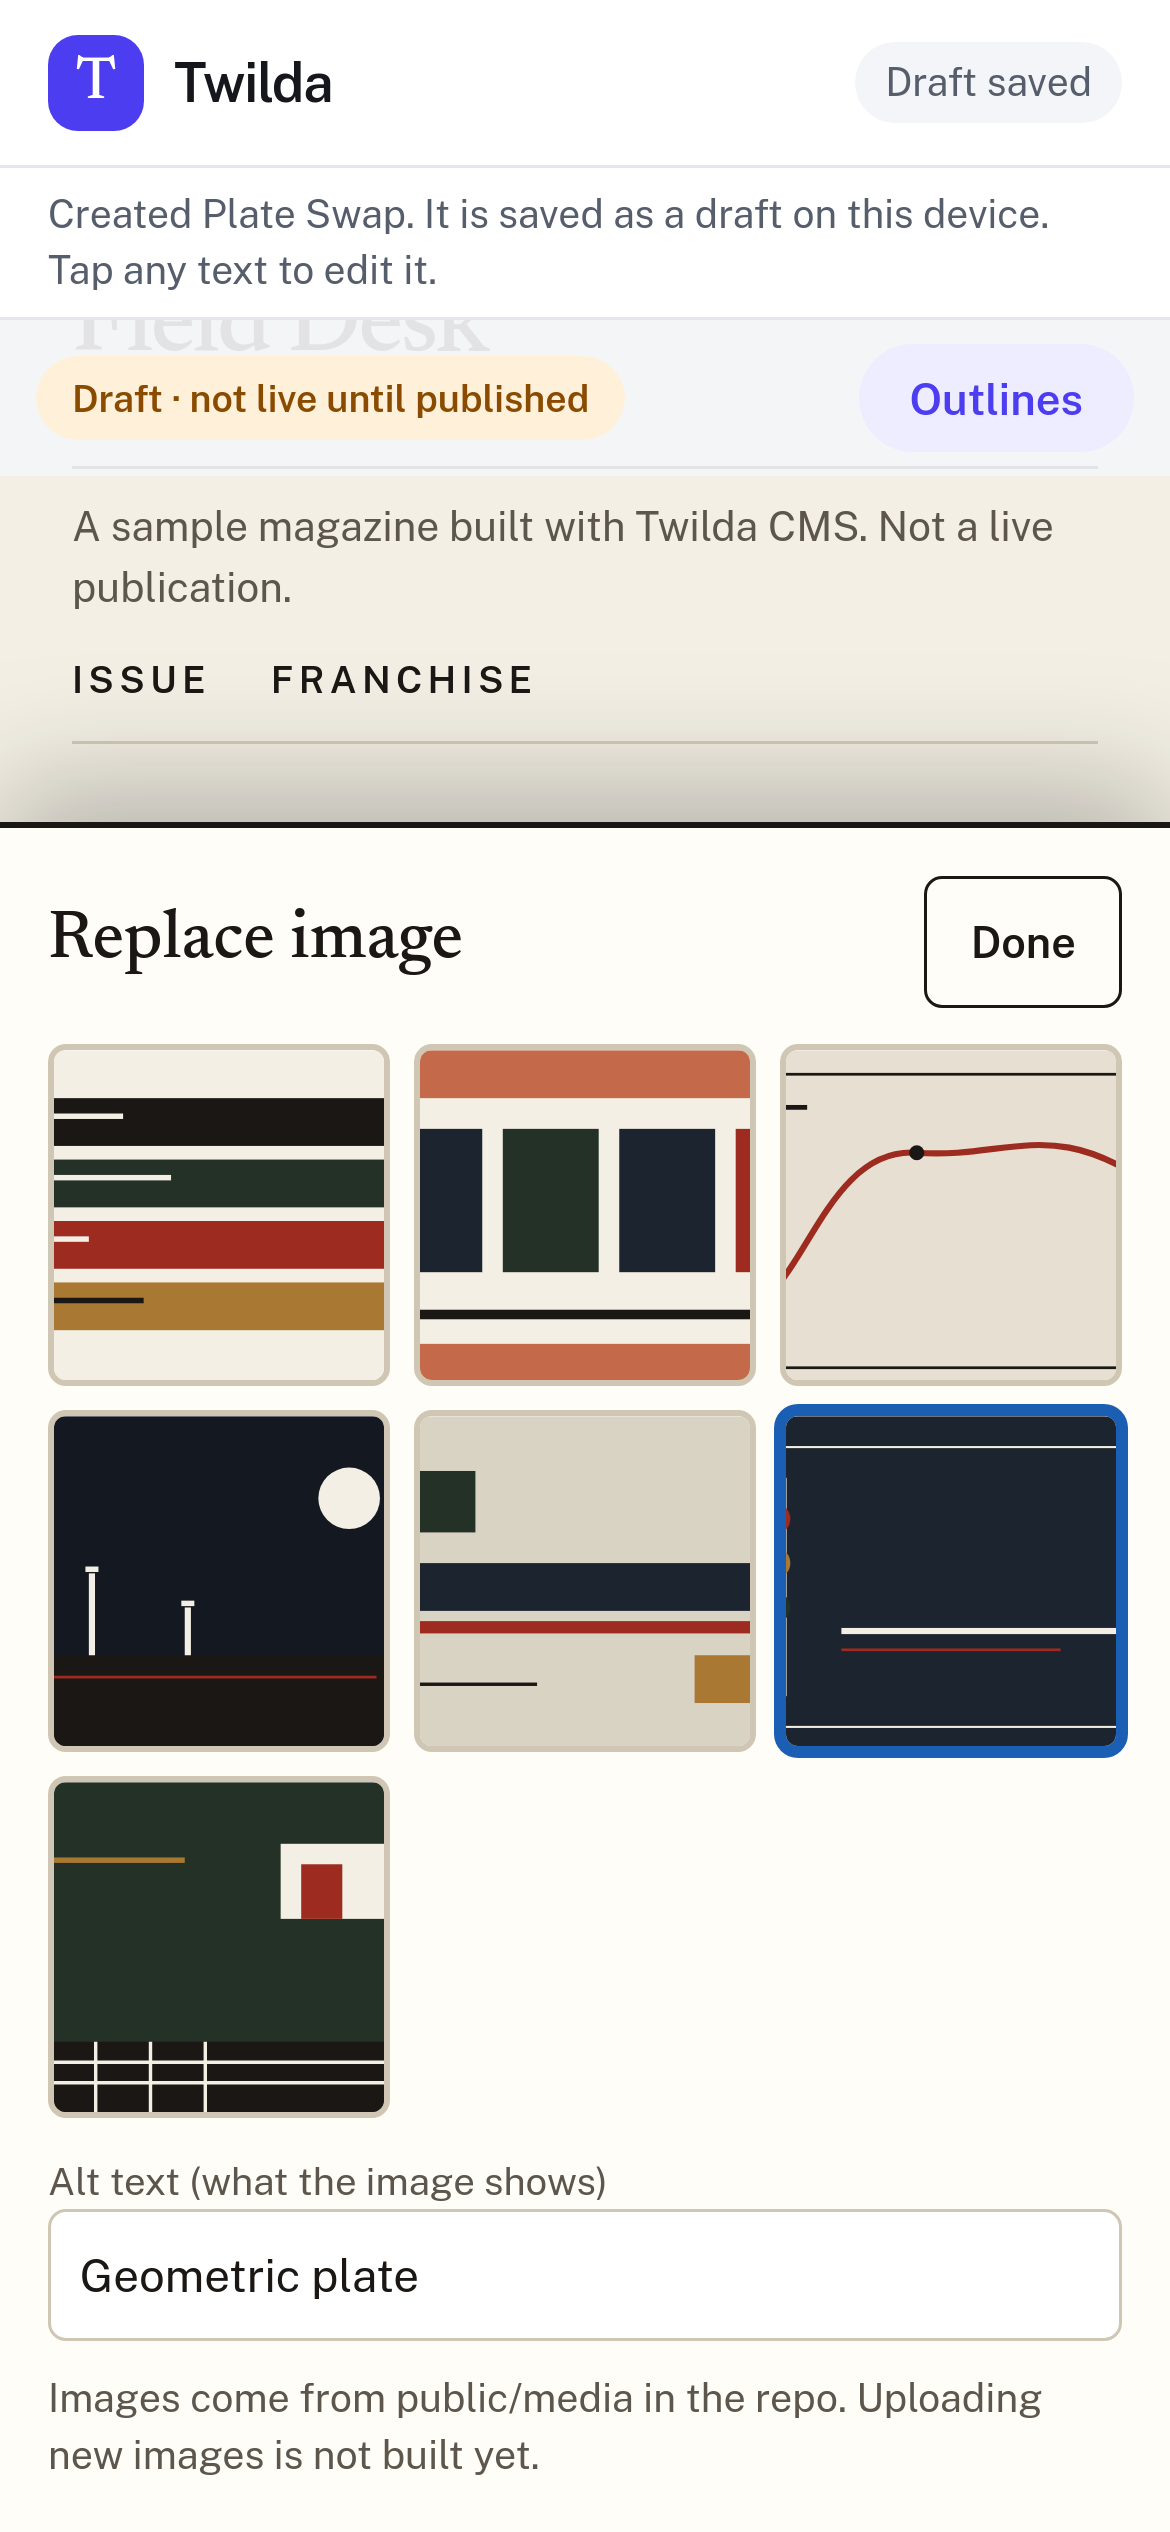 T
Twilda
Draft saved
Created Plate Swap. It is saved as a draft on this device.
Tap any text to edit it.
Field Desk
Draft · not live until published
Outlines
A sample magazine built with Twilda CMS. Not a live
publication.
ISSUE FRANCHISE
Replace image
Done
Alt text (what the image shows)
Geometric plate
Images come from public/media in the repo. Uploading
new images is not built yet.